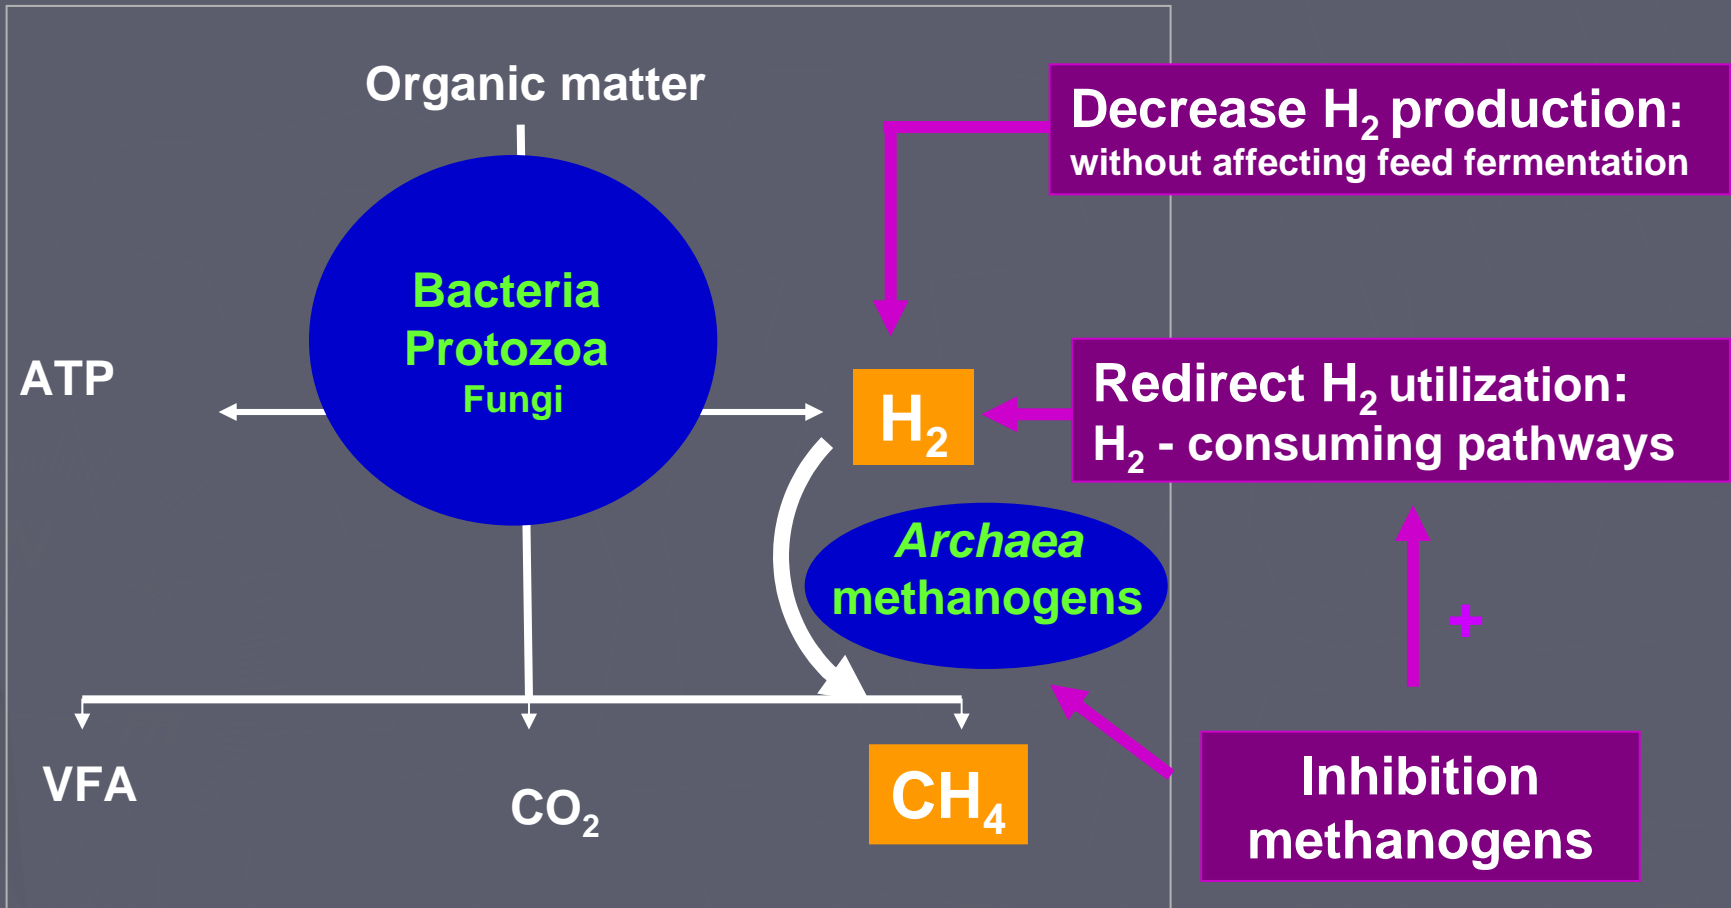 Organic matter
Decrease H₂ production:
without affecting feed fermentation
Bacteria
Protozoa
Fungi
ATP
H₂
Redirect H₂ utilization:
H₂ - consuming pathways
Archaea
methanogens
+
VFA
CO₂
CH₄
Inhibition
methanogens